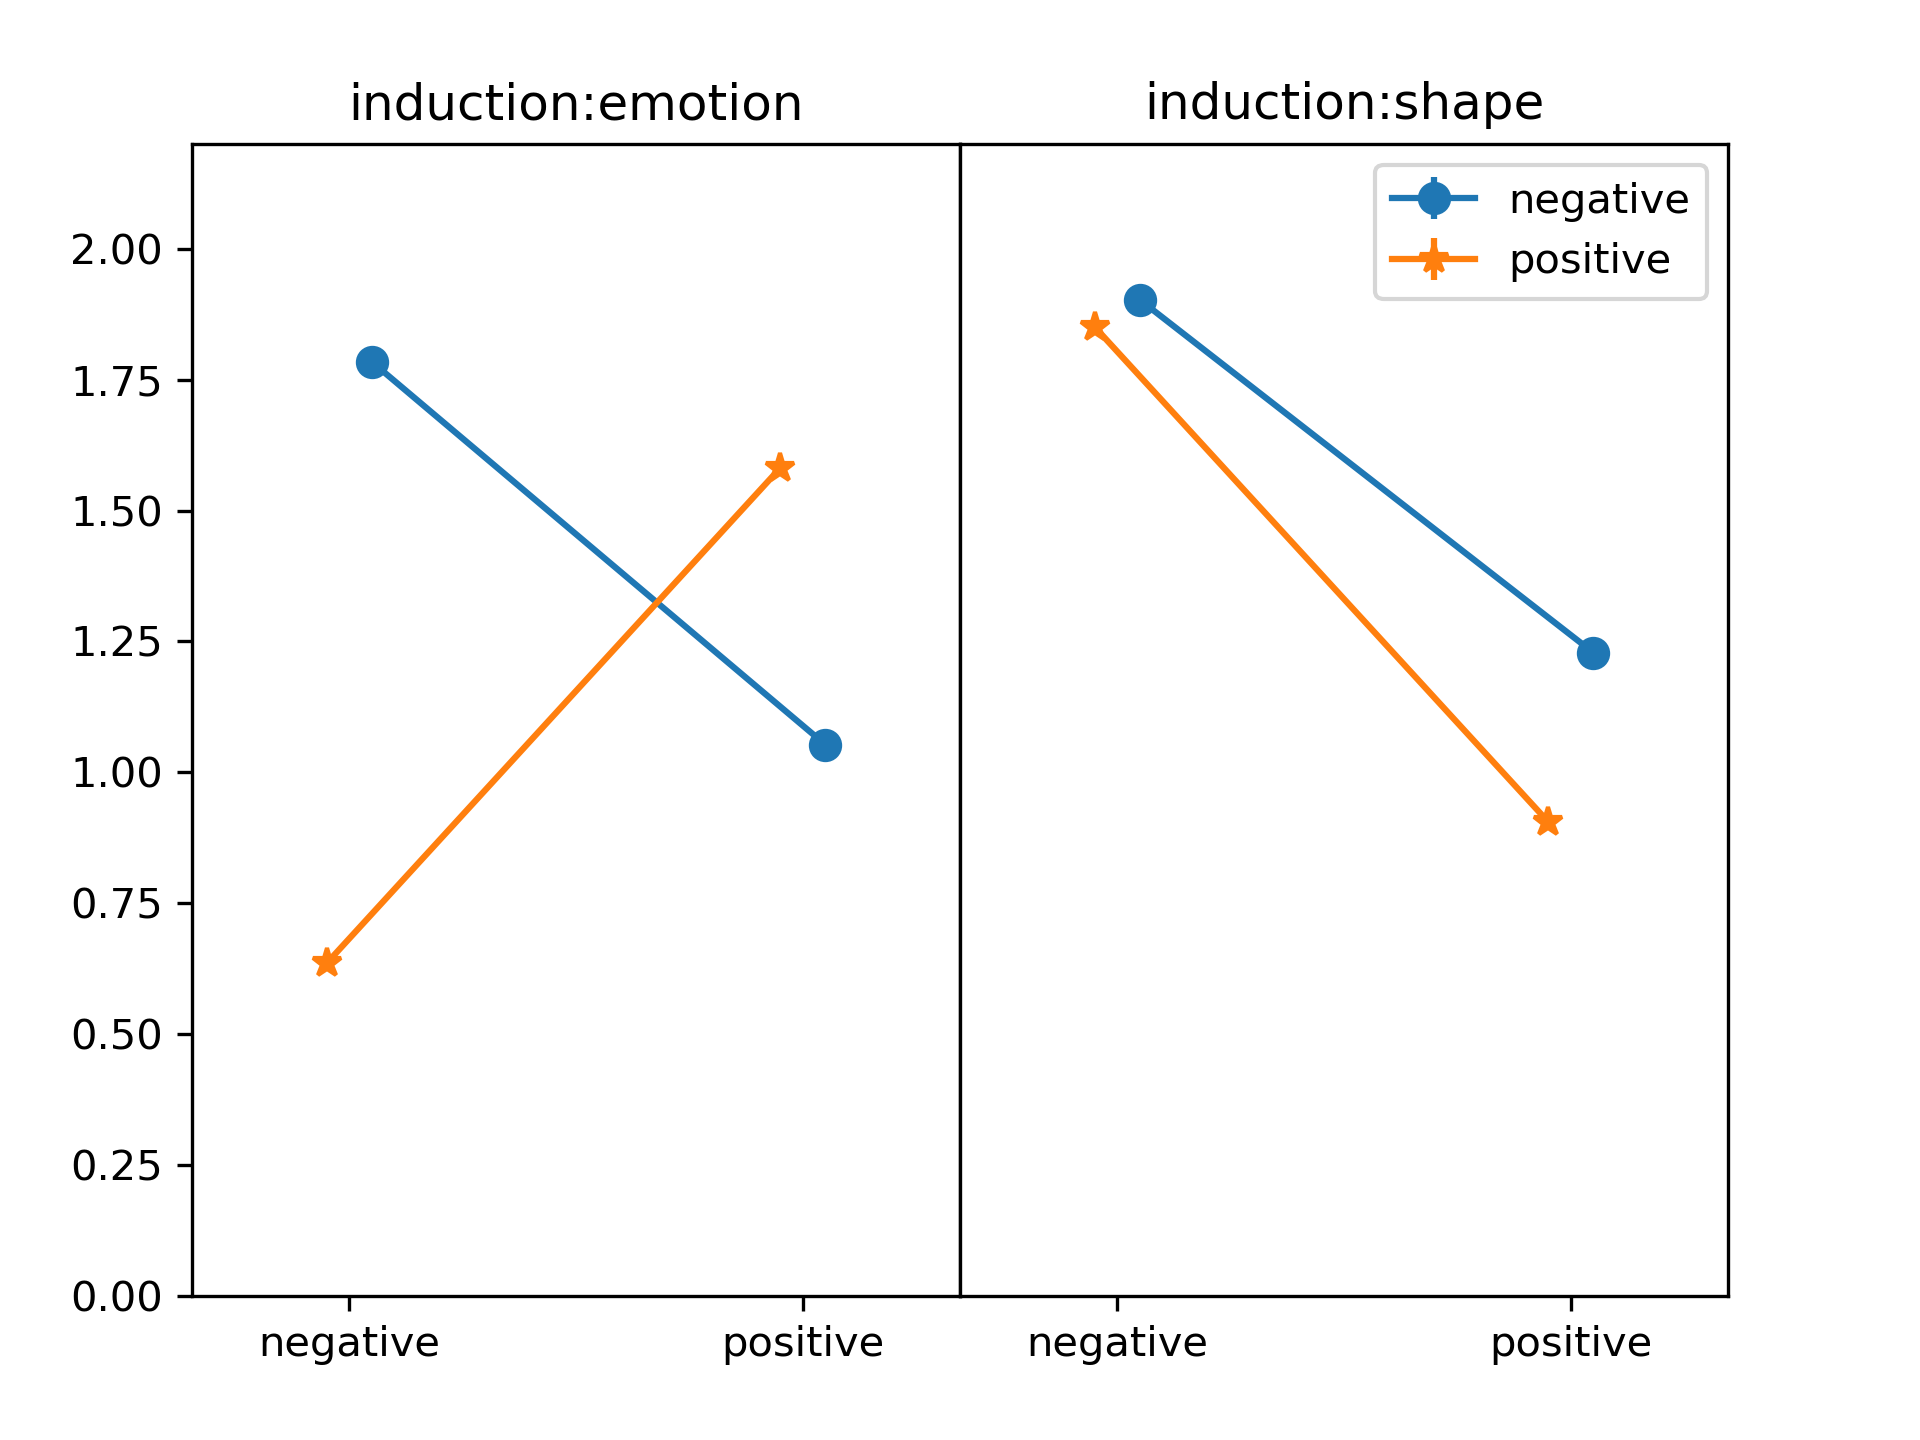 induction:emotion
induction:shape
negative
positive
2.00
1.75
1.50
1.25
1.00
0.75
0.50
0.25
0.00
negative
positive
negative
positive